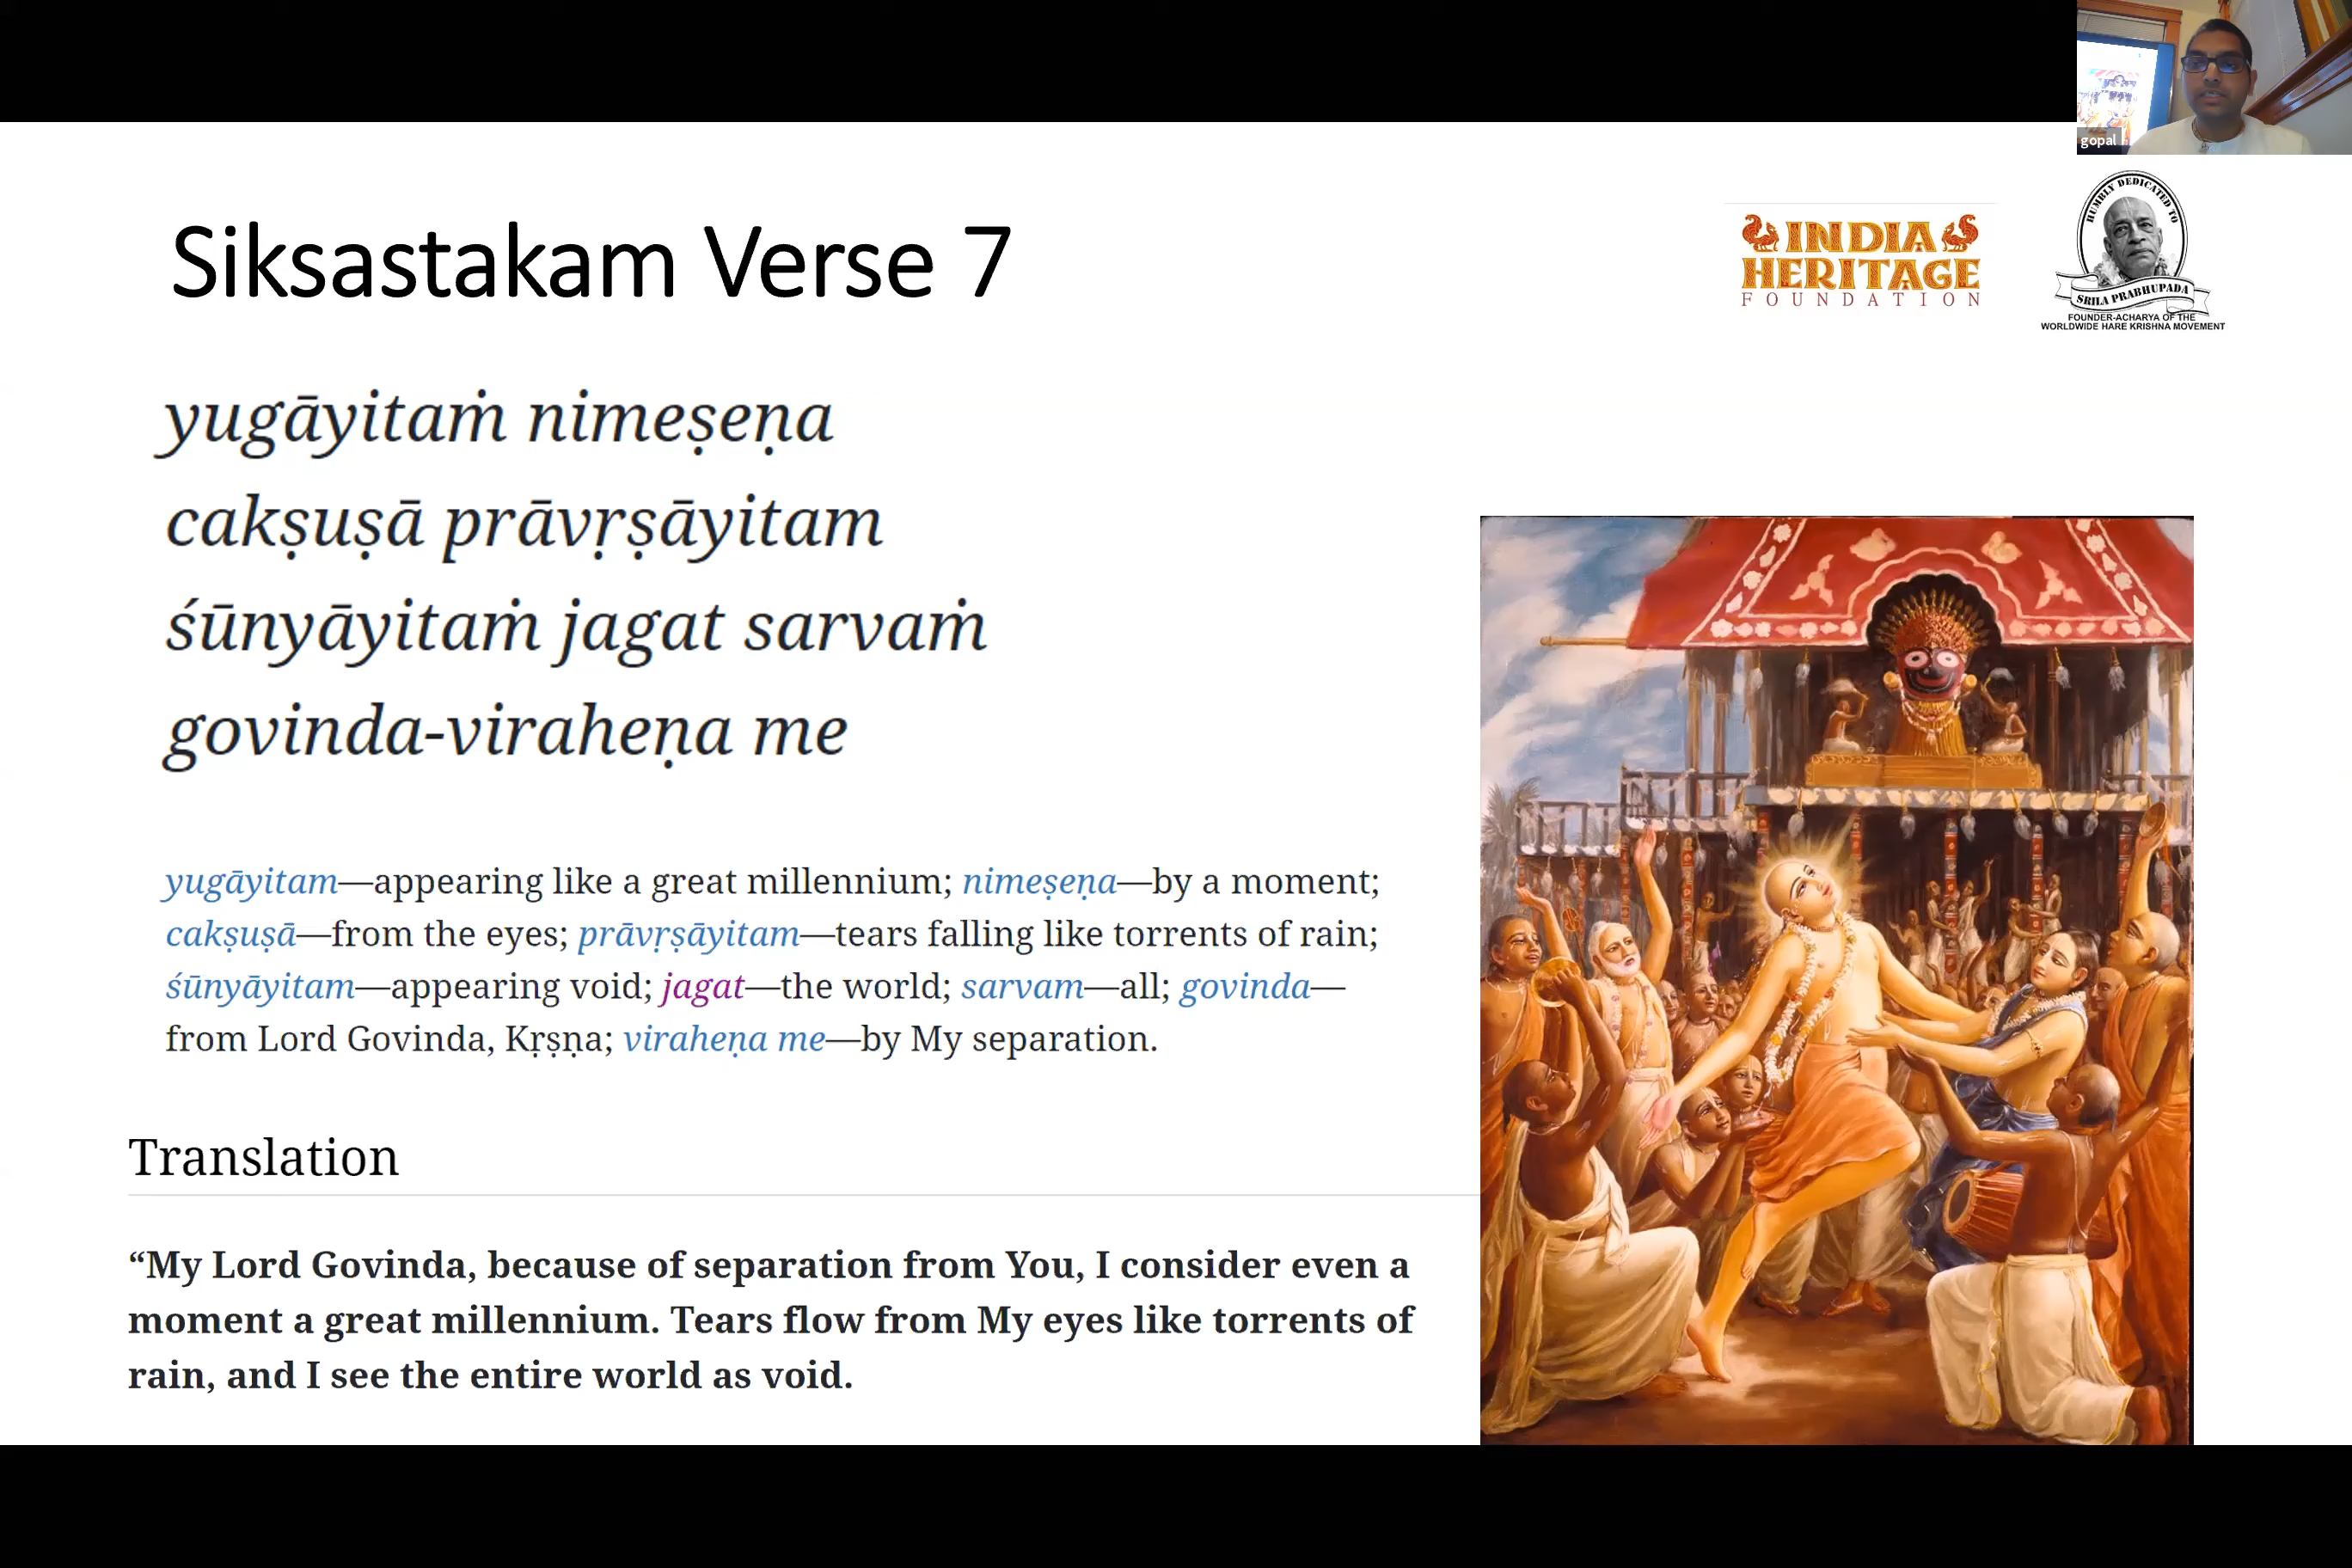 gopal
Siksastakam Verse 7
INDIA
HERITAGE
FOUNDATION
HUMBLY DEDICATED TO
SRILA PRABHUPADA
FOUNDER-ACHARYA OF THE
WORLDWIDE HARE KRISHNA MOVEMENT
yugāyitaṁ nimeṣeṇa
cakṣuṣā prāvṛṣāyitam
śūnyāyitaṁ jagat sarvaṁ
govinda-viraheṇa me
yugāyitam—appearing like a great millennium; nimeṣeṇa—by a moment;
cakṣuṣā—from the eyes; prāvṛṣāyitam—tears falling like torrents of rain;
śūnyāyitam—appearing void; jagat—the world; sarvam—all; govinda—
from Lord Govinda, Kṛṣṇa; viraheṇa me—by My separation.
Translation
“My Lord Govinda, because of separation from You, I consider even a
moment a great millennium. Tears flow from My eyes like torrents of
rain, and I see the entire world as void.